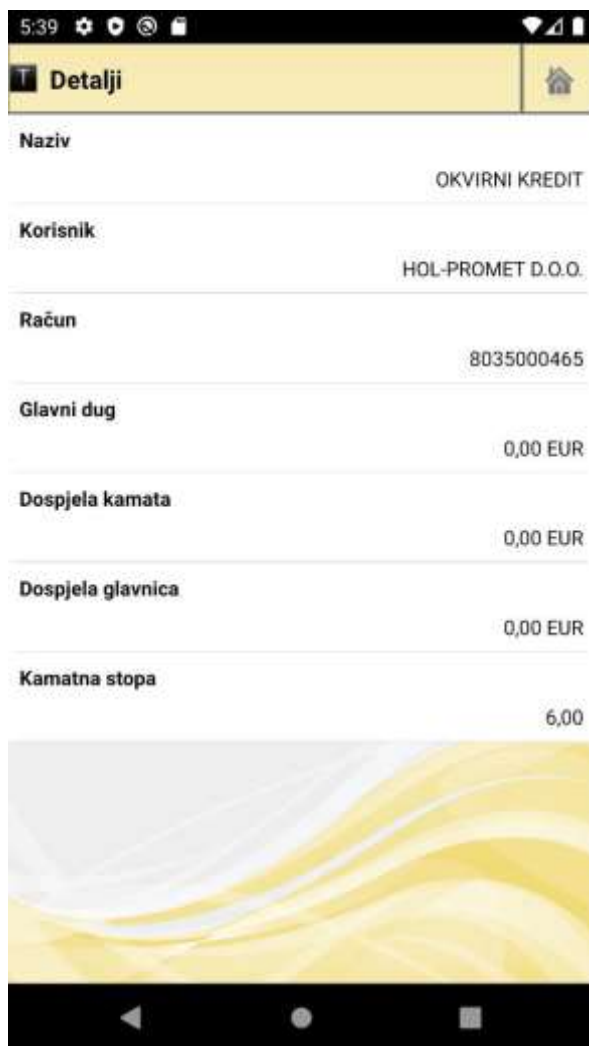 5:39
T Detalji
Naziv
OKVIRNI KREDIT
Korisnik
HOL-PROMET D.O.O.
Račun
8035000465
Glavni dug
0,00 EUR
Dospjela kamata
0,00 EUR
Dospjela glavnica
0,00 EUR
Kamatna stopa
6,00